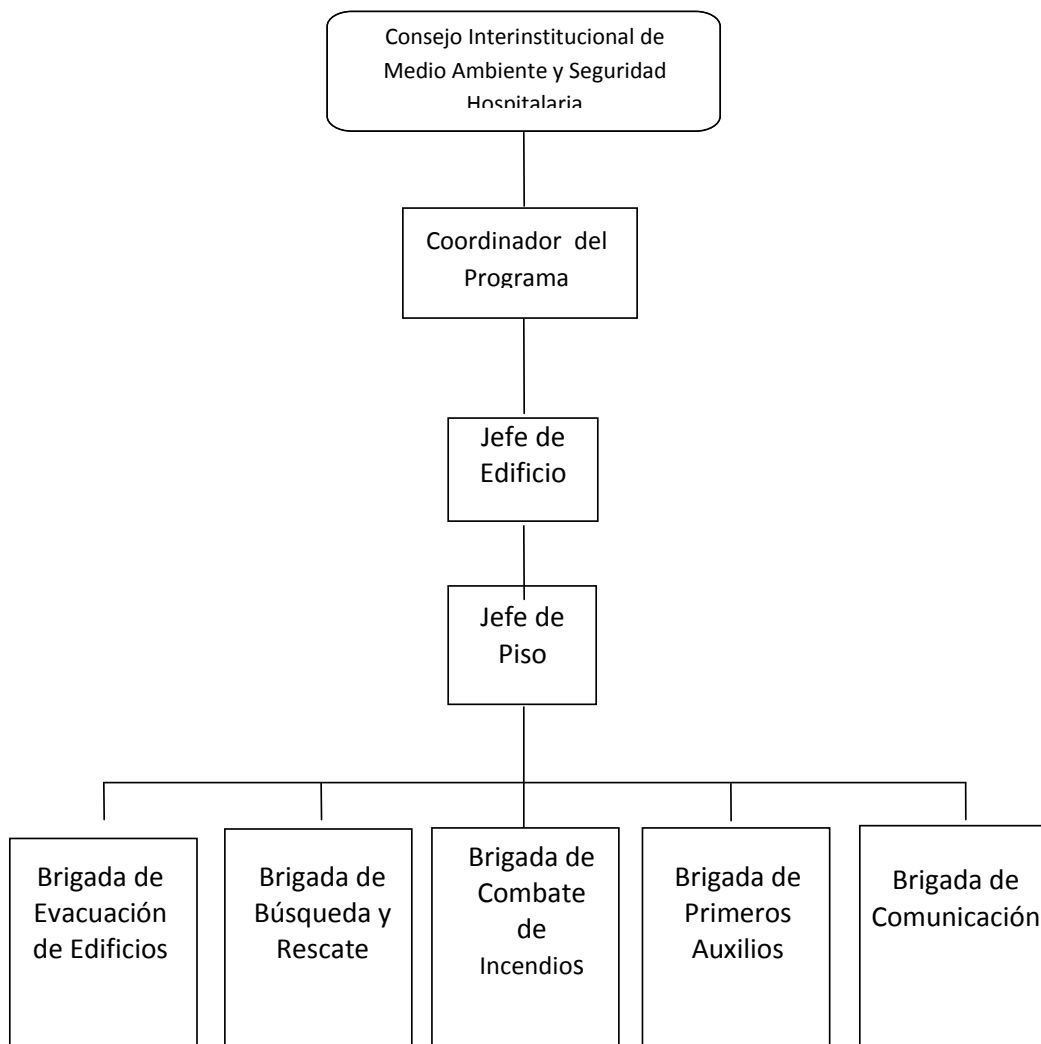 Consejo Interinstitucional de
Medio Ambiente y Seguridad
Hospitalaria
Coordinador del
Programa
Jefe de
Edificio
Jefe de
Piso
Brigada de
Evacuación
de Edificios
Brigada de
Búsqueda y
Rescate
Brigada de
Combate
de
Incendios
Brigada de
Primeros
Auxilios
Brigada de
Comunicación